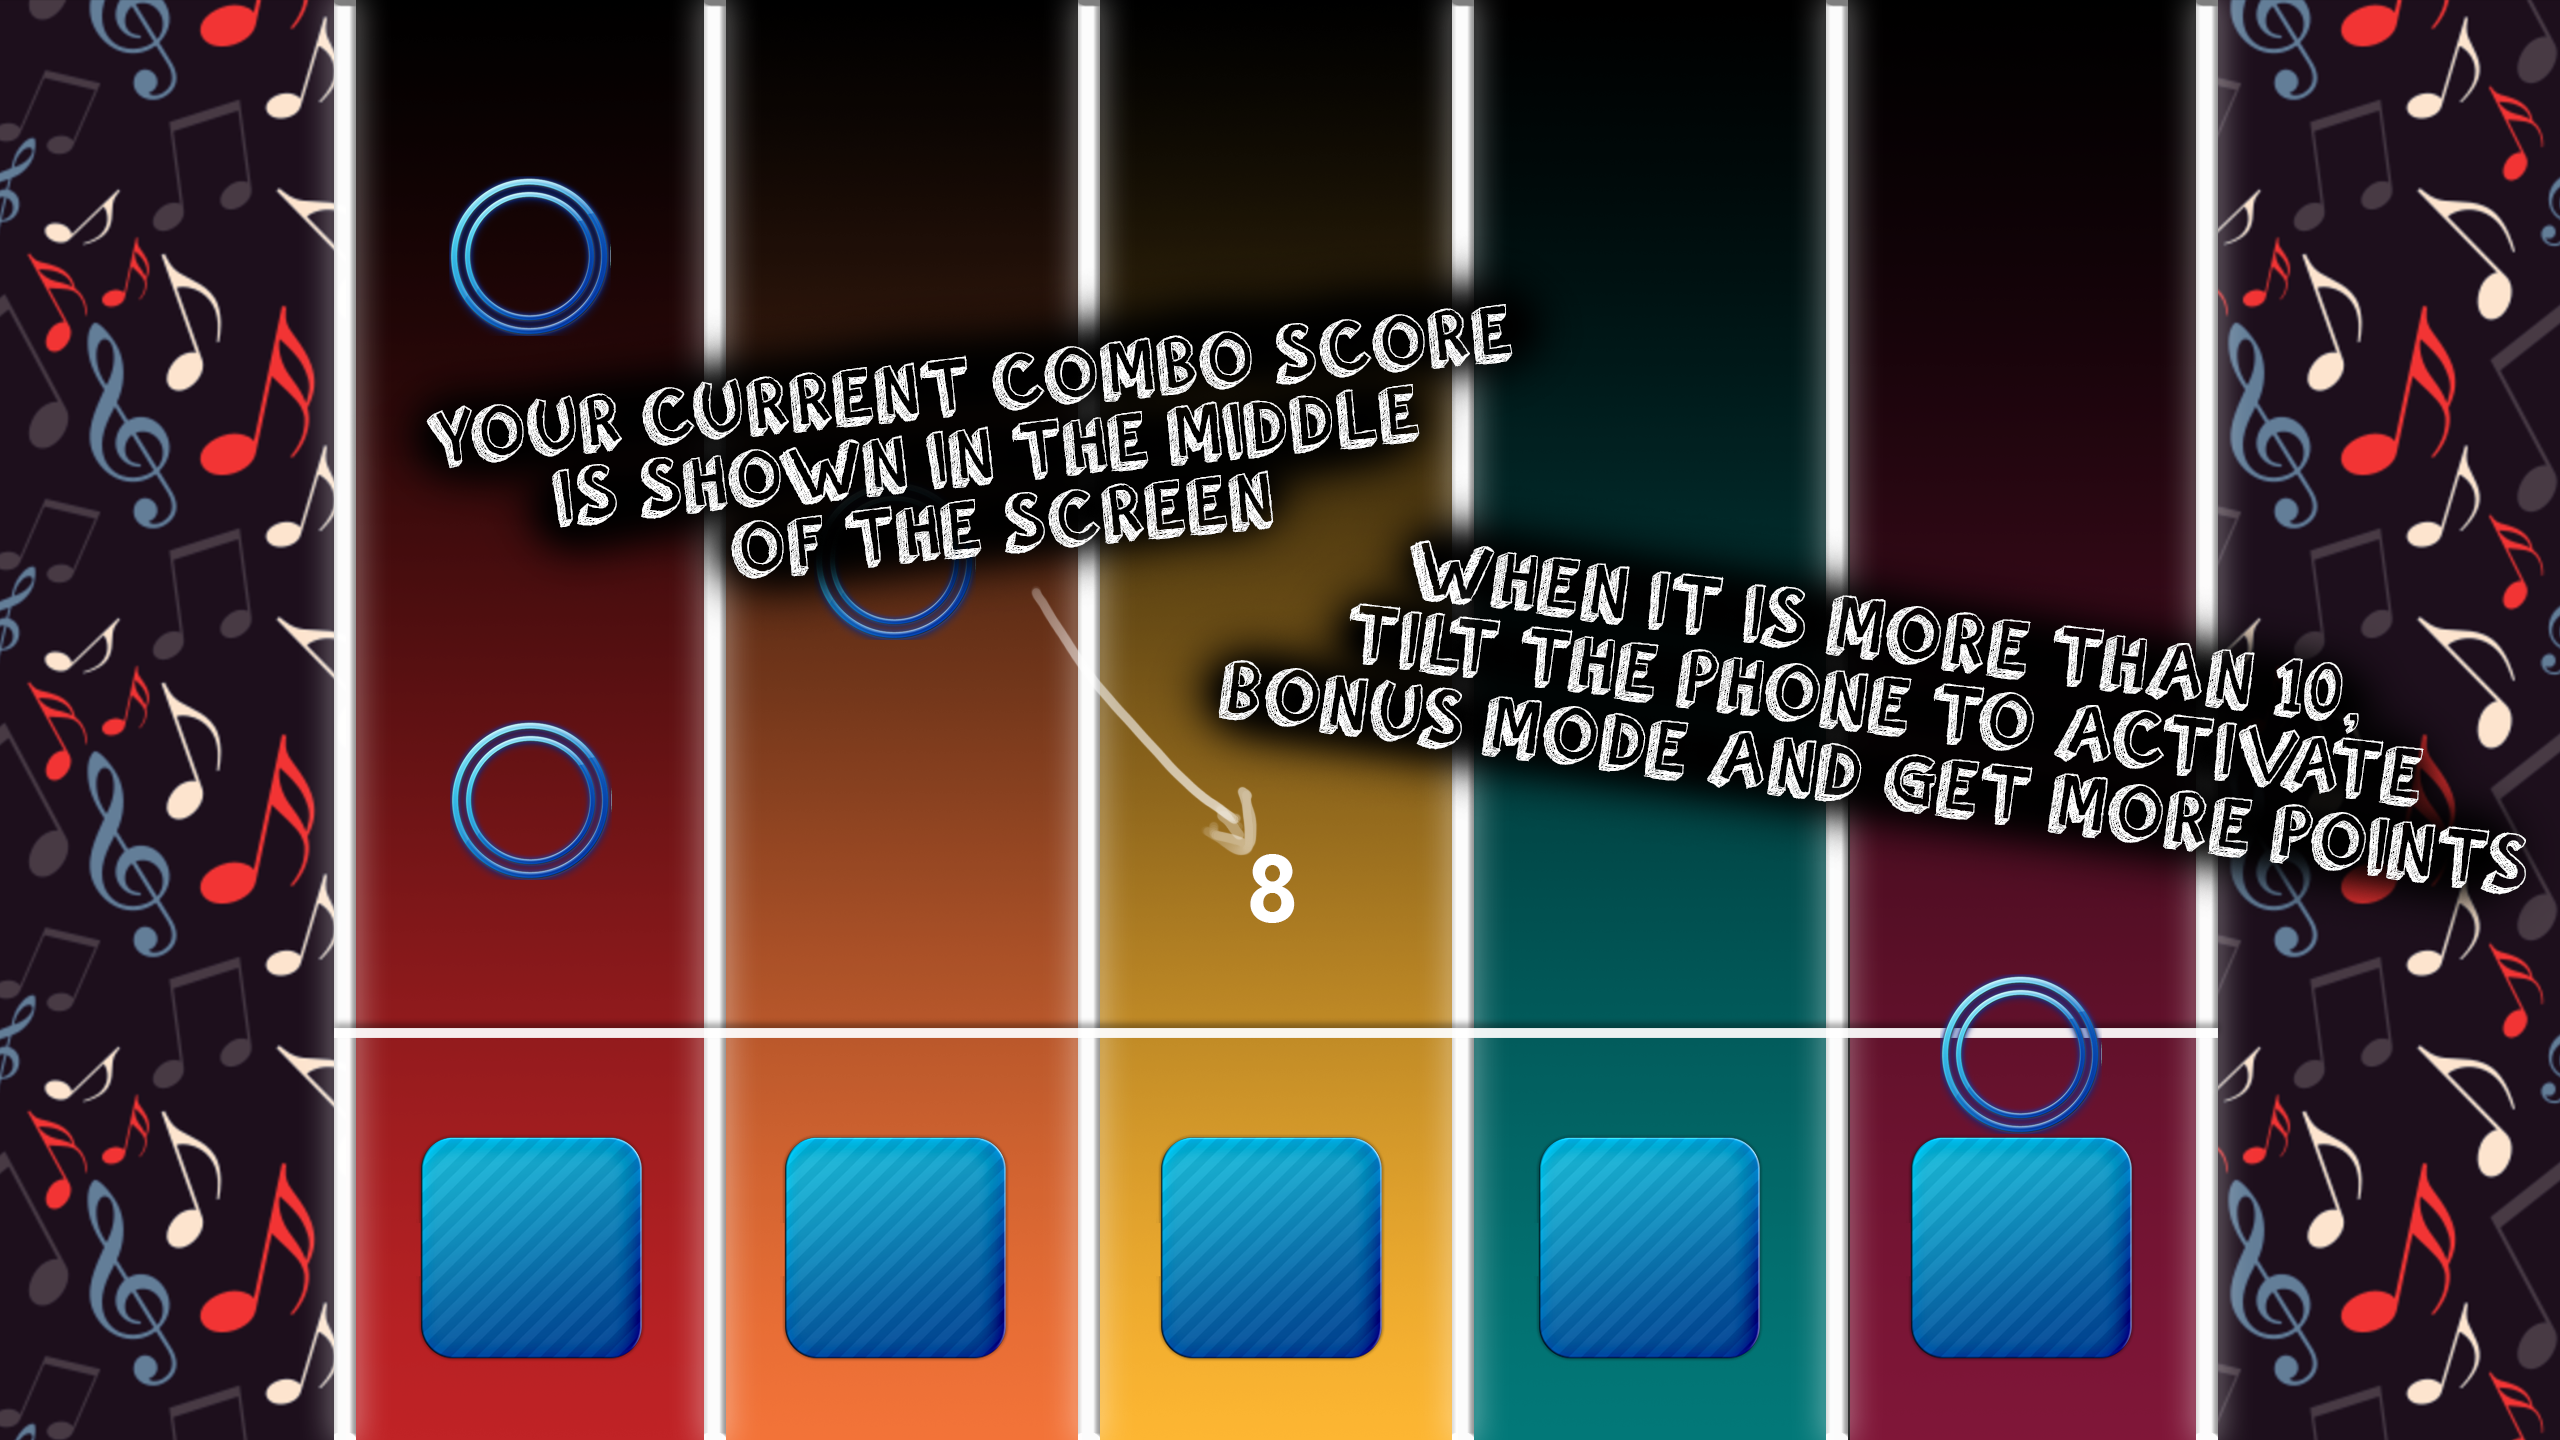 YOUR CURRENT COMBO SCORE
IS SHOWN IN THE MIDDLE
OF THE SCREEN
WHEN IT IS MORE THAN 10,
TILT THE PHONE TO ACTIVATE
BONUS MODE AND GET MORE POINTS
8